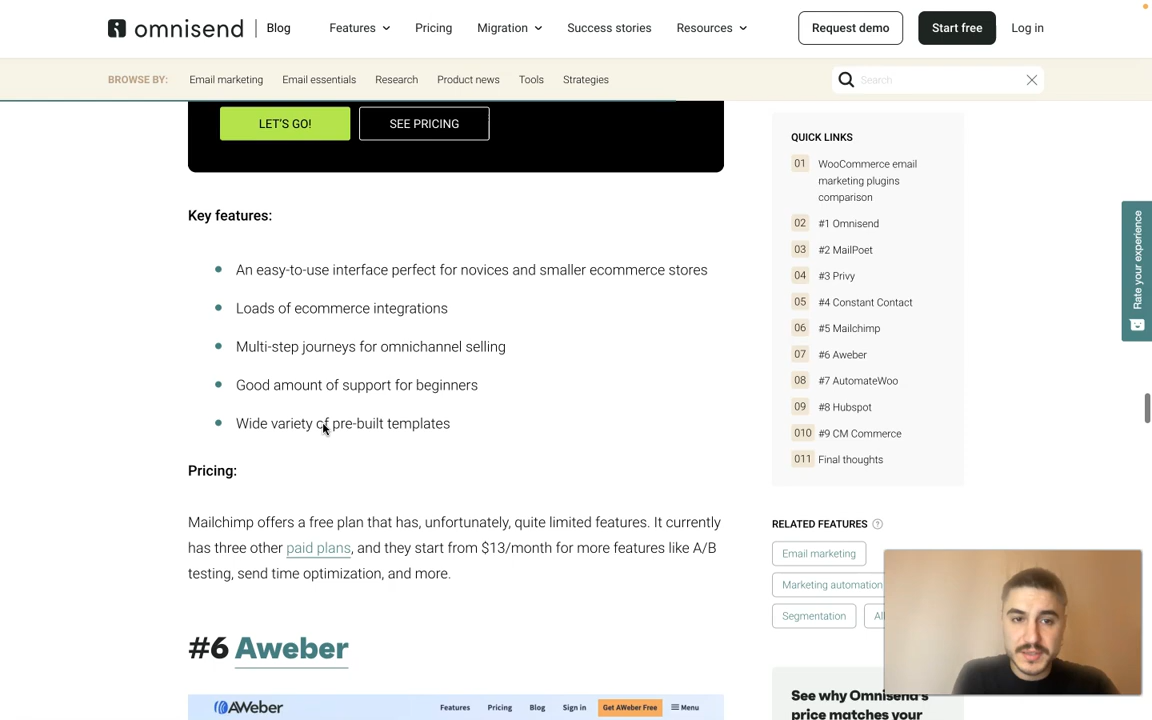 omnisend | Blog
Features
Pricing
Migration
Success stories
Resources
Request demo
Start free
Log in
BROWSE BY:
Email marketing
Email essentials
Research
Product news
Tools
Strategies
Search
LET'S GO!
SEE PRICING
Key features:
An easy-to-use interface perfect for novices and smaller ecommerce stores
Loads of ecommerce integrations
Multi-step journeys for omnichannel selling
Good amount of support for beginners
Wide variety of pre-built templates
Pricing:
Mailchimp offers a free plan that has, unfortunately, quite limited features. It currently
has three other paid plans, and they start from $13/month for more features like A/B
testing, send time optimization, and more.
#6 Aweber
AWeber
Features
Pricing
Blog
Sign in
Get AWeber Free
Menu
QUICK LINKS
01 WooCommerce email
marketing plugins
comparison
02 #1 Omnisend
03 #2 MailPoet
04 #3 Privy
05 #4 Constant Contact
06 #5 Mailchimp
07 #6 Aweber
08 #7 AutomateWoo
09 #8 Hubspot
010 #9 CM Commerce
011 Final thoughts
RELATED FEATURES ?
Email marketing
Marketing automation
Segmentation
See why Omnisend's
price matches your
Rate your experience